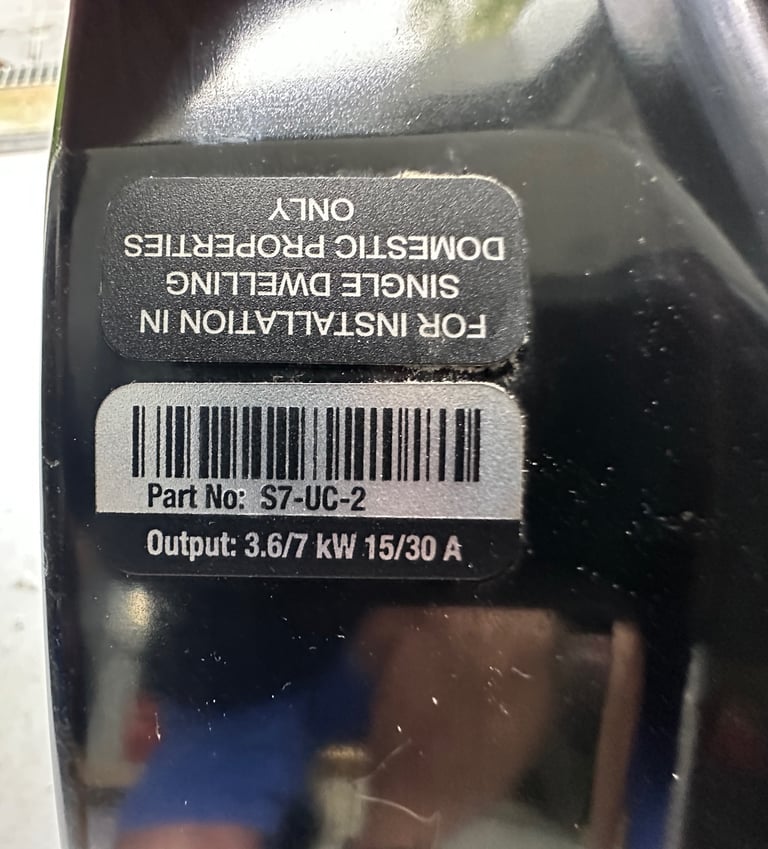 FOR INSTALLATION IN
SINGLE DWELLING
DOMESTIC PROPERTIES
ONLY
Part No: S7-UC-2
Output: 3.6/7 kW 15/30 A